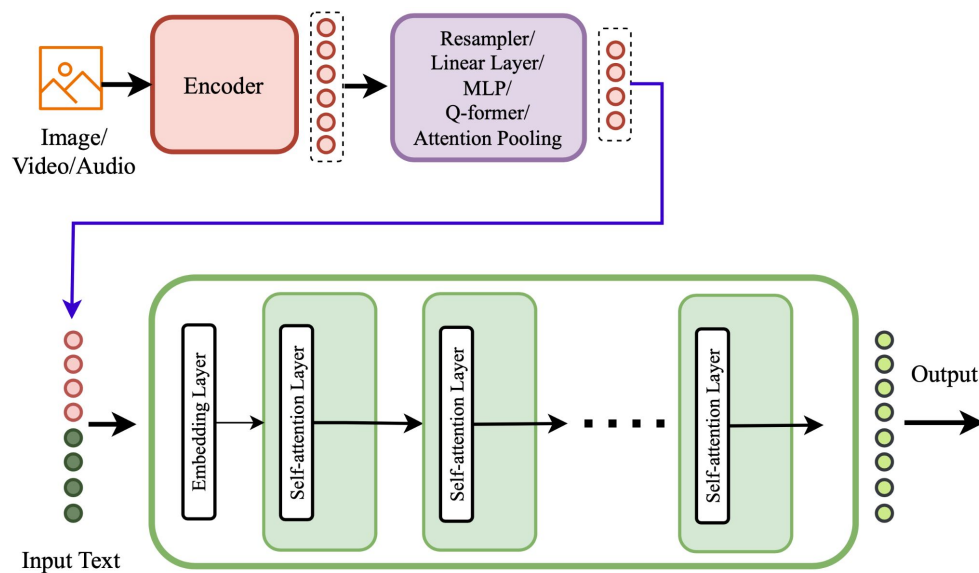 Image/
Video/Audio
Encoder
Resampler/
Linear Layer/
MLP/
Q-former/
Attention Pooling
Input Text
Embedding Layer
Self-attention Layer
Self-attention Layer
Self-attention Layer
Output